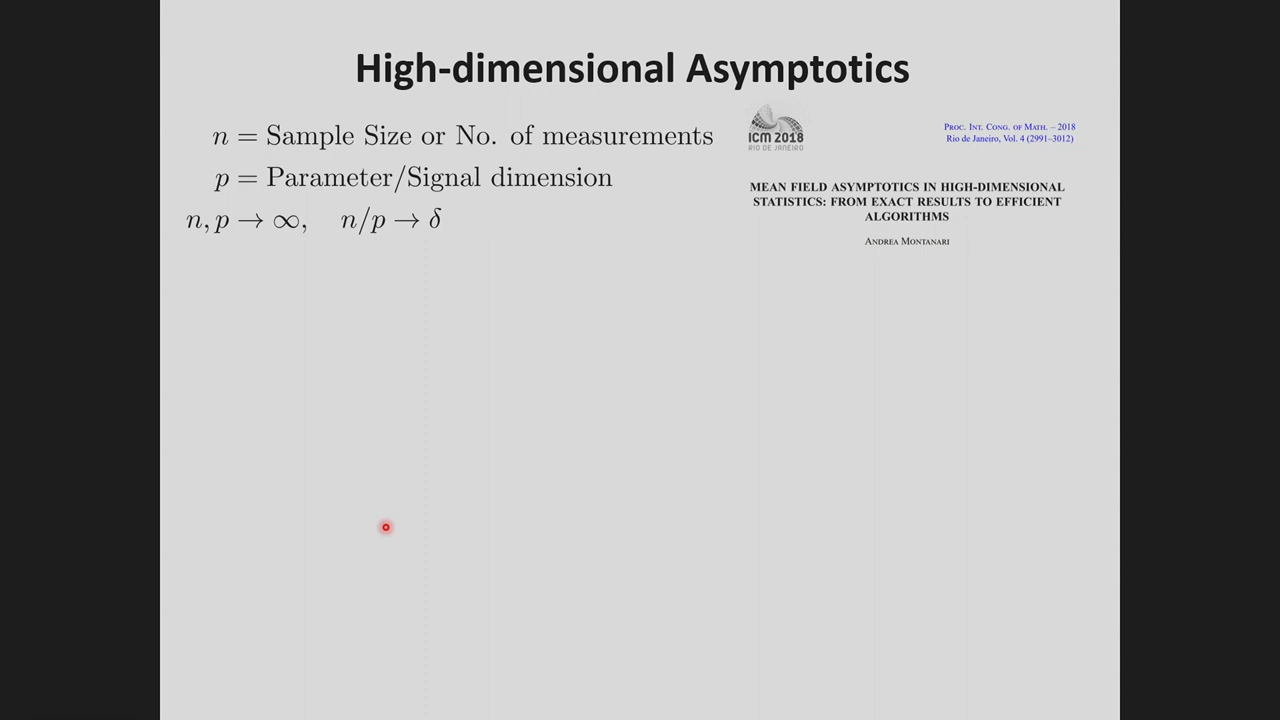 High-dimensional Asymptotics
n = Sample Size or No. of measurements
p = Parameter/Signal dimension
n, p → ∞, n/p → δ
ICM 2018
RIO DE JANEIRO
Proc. Int. Cong. of Math. – 2018
Rio de Janeiro, Vol. 4 (2991–3012)
MEAN FIELD ASYMPTOTICS IN HIGH-DIMENSIONAL
STATISTICS: FROM EXACT RESULTS TO EFFICIENT
ALGORITHMS
Andrea Montanari